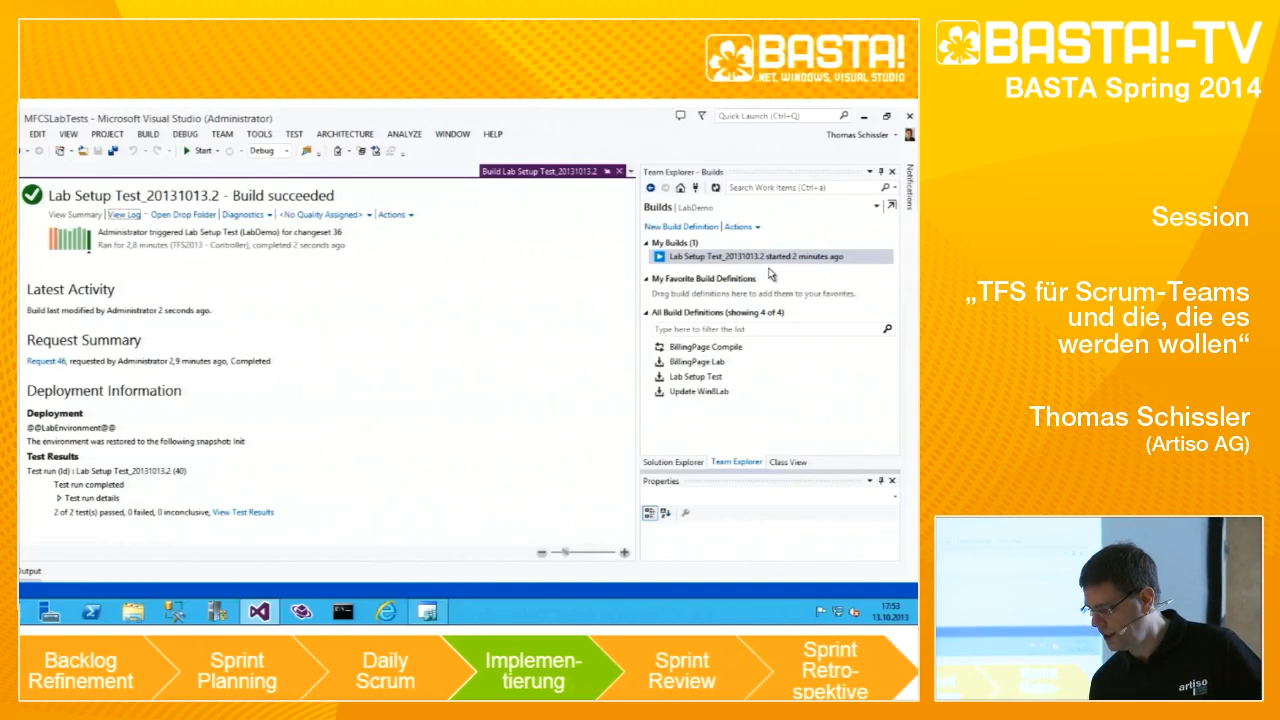 BASTA!
.NET, WINDOWS, VISUAL STUDIO
MFCSLabTests - Microsoft Visual Studio (Administrator)
Quick Launch (Ctrl+Q)
EDIT VIEW PROJECT BUILD DEBUG TEAM TOOLS TEST ARCHITECTURE ANALYZE WINDOW HELP
Thomas Schissler
Start
Debug
Build Lab Setup Test_20131013.2
Lab Setup Test_20131013.2 - Build succeeded
View Summary | View Log - Open Drop Folder | Diagnostics | <No Quality Assigned> | Actions
Administrator triggered Lab Setup Test (LabDemo) for changeset 36
Ran for 2,8 minutes (TFS2013 - Controller), completed 2 seconds ago
Latest Activity
Build last modified by Administrator 2 seconds ago.
Request Summary
Request 46, requested by Administrator 2,9 minutes ago, Completed
Deployment Information
Deployment
@@LabEnvironment@@
The environment was restored to the following snapshot: Init
Test Results
Test run (Id) : Lab Setup Test_20131013.2 (40)
Test run completed
Test run details
2 of 2 test(s) passed, 0 failed, 0 inconclusive, View Test Results
Team Explorer - Builds
Search Work Items (Ctrl+ä)
Builds | LabDemo
New Build Definition | Actions
My Builds (1)
Lab Setup Test_20131013.2 started 2 minutes ago
My Favorite Build Definitions
Drag build definitions here to add them to your favorites.
All Build Definitions (showing 4 of 4)
Type here to filter the list
BillingPage Compile
BillingPage Lab
Lab Setup Test
Update Win8Lab
Solution Explorer Team Explorer Class View
Properties
Notifications
utput
17:53
13.10.2013
Backlog
Refinement
Sprint
Planning
Daily
Scrum
Implemen-
tierung
Sprint
Review
Sprint
Retro-
spektive
BASTA!-TV
BASTA Spring 2014
Session
„TFS für Scrum-Teams
und die, die es
werden wollen“
Thomas Schissler
(Artiso AG)
artiso